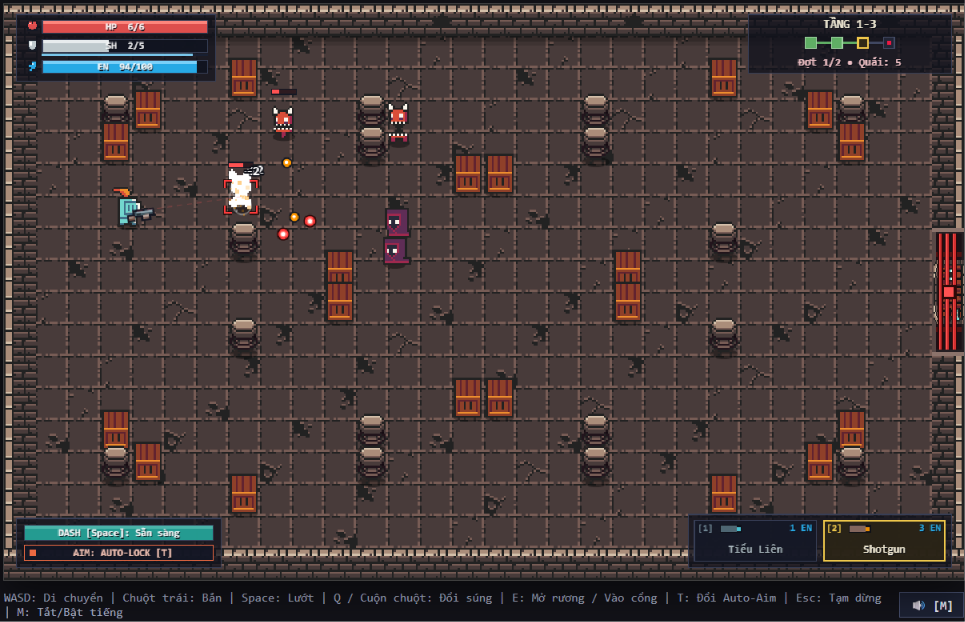 HP 6/6
SH 2/5
EN 94/100
TẦNG 1-3
Đợt 1/2 • Quái: 5
2
DASH [Space]: Sẵn sàng
AIM: AUTO-LOCK [T]
[1] 1 EN
Tiểu Liên
[2] 3 EN
Shotgun
WASD: Di chuyển | Chuột trái: Bắn | Space: Lướt | Q / Cuộn chuột: Đổi súng | E: Mở rương / Vào cổng | T: Đổi Auto-Aim | Esc: Tạm dừng
| M: Tắt/Bật tiếng
[M]